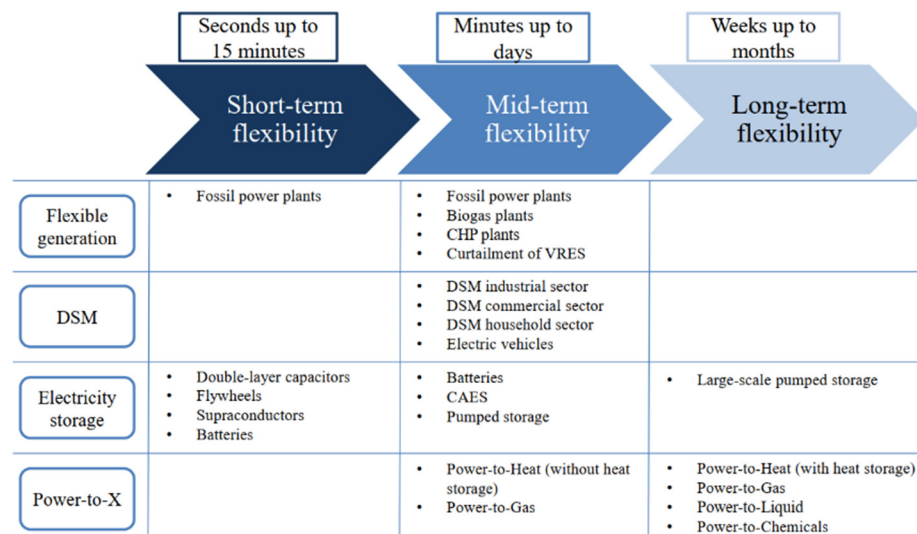 Seconds up to
15 minutes
Minutes up to
days
Weeks up to
months
Short-term
flexibility
Mid-term
flexibility
Long-term
flexibility
Flexible
generation
• Fossil power plants
• Fossil power plants
• Biogas plants
• CHP plants
• Curtailment of VRES
DSM
• DSM industrial sector
• DSM commercial sector
• DSM household sector
• Electric vehicles
Electricity
storage
• Double-layer capacitors
• Flywheels
• Supraconductors
• Batteries
• Batteries
• CAES
• Pumped storage
• Large-scale pumped storage
Power-to-X
• Power-to-Heat (without heat
storage)
• Power-to-Gas
• Power-to-Heat (with heat storage)
• Power-to-Gas
• Power-to-Liquid
• Power-to-Chemicals